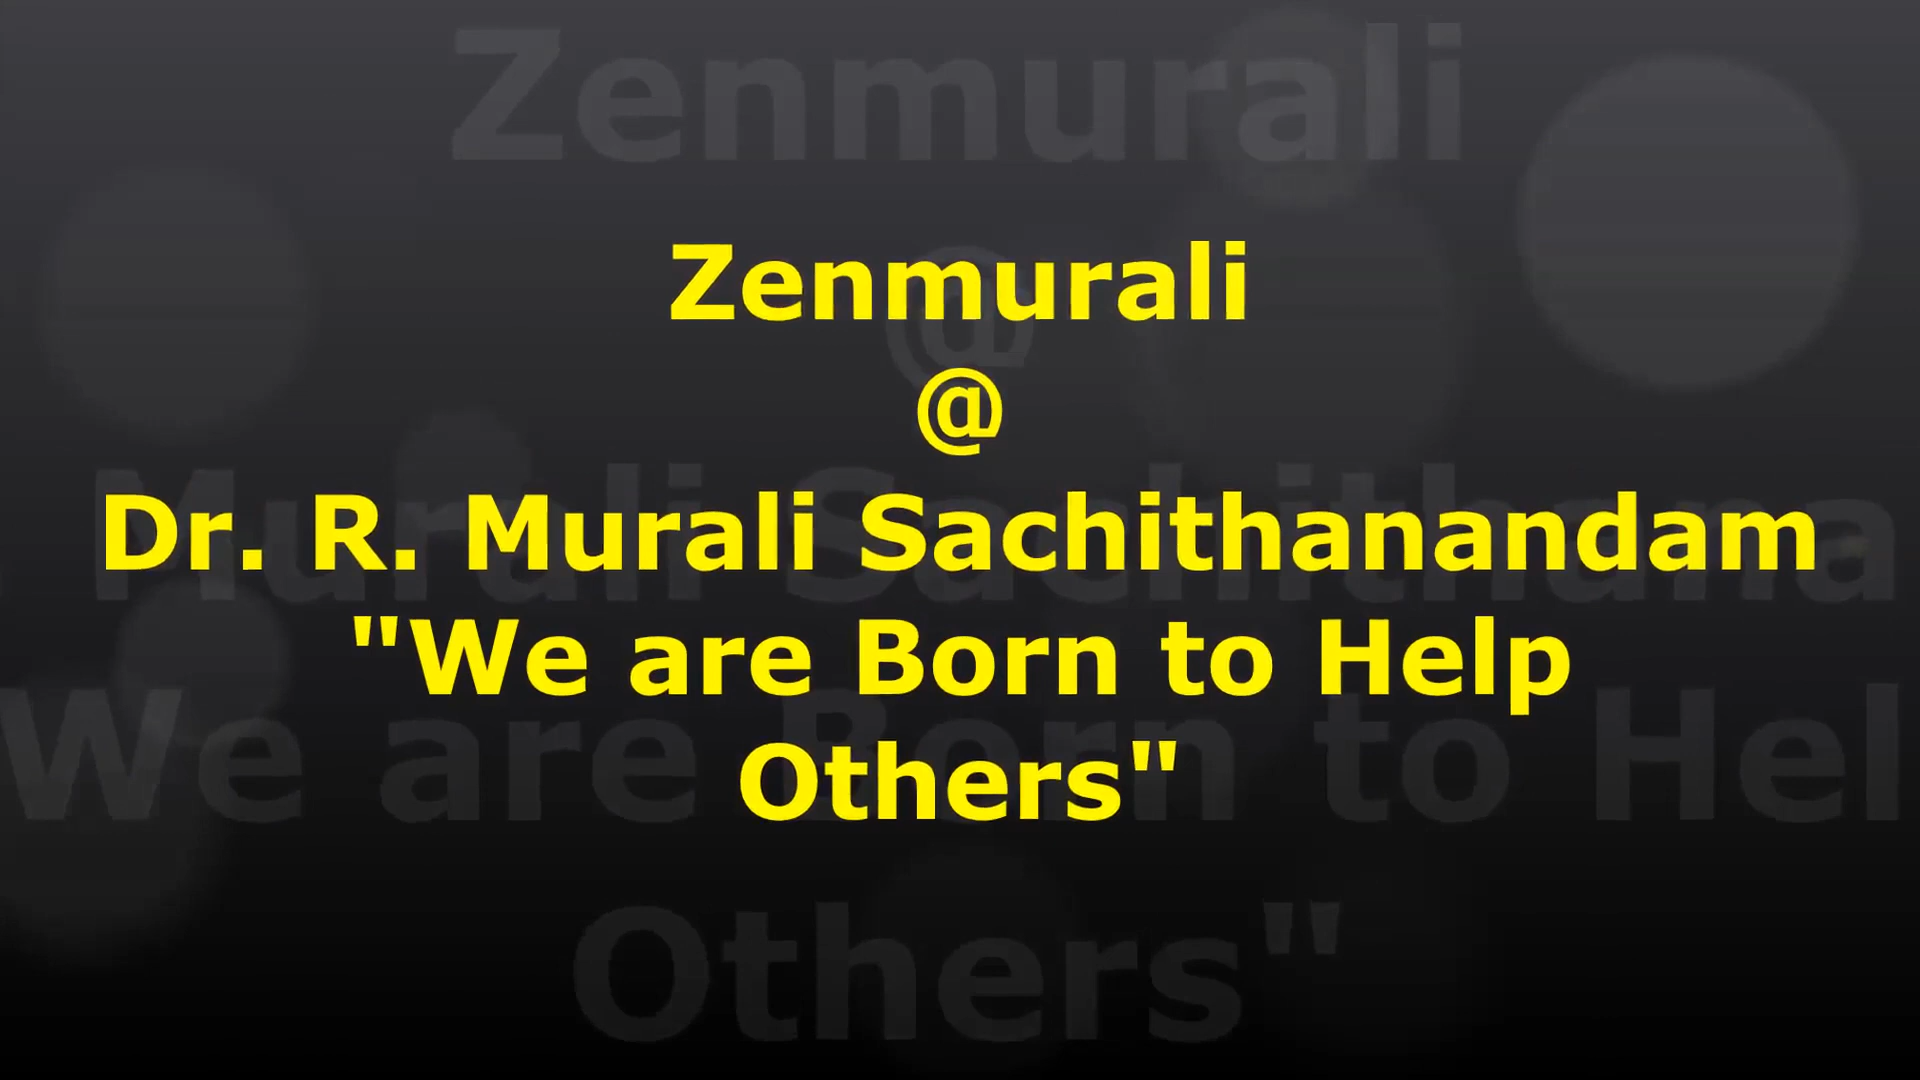 Zenmurali
@
Dr. R. Murali Sachithanandam
"We are Born to Help
Others"